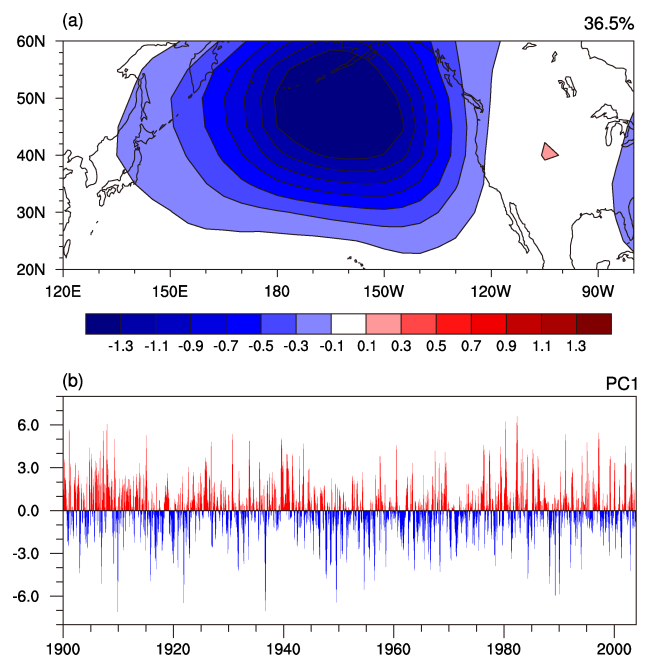 (a) 36.5%
60N
50N
40N
30N
20N
120E 150E 180 150W 120W 90W
-1.3 -1.1 -0.9 -0.7 -0.5 -0.3 -0.1 0.1 0.3 0.5 0.7 0.9 1.1 1.3
(b) PC1
6.0
3.0
0.0
-3.0
-6.0
1900 1920 1940 1960 1980 2000